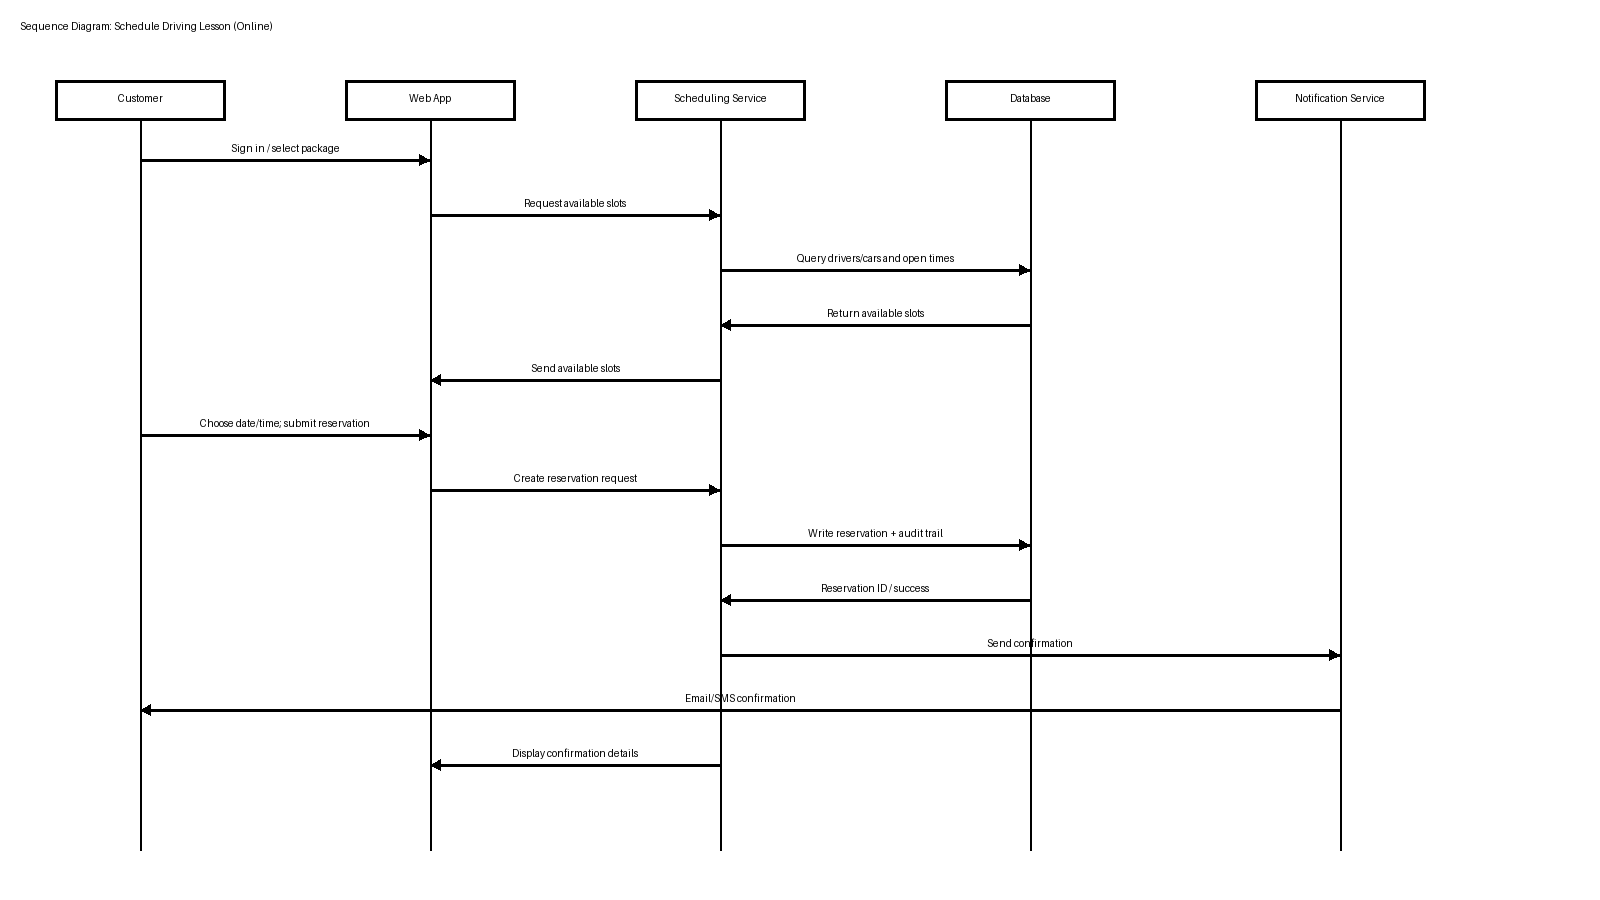 Sequence Diagram: Schedule Driving Lesson (Online)
Customer
Web App
Scheduling Service
Database
Notification Service
Sign in / select package
Request available slots
Query drivers/cars and open times
Return available slots
Send available slots
Choose date/time; submit reservation
Create reservation request
Write reservation + audit trail
Reservation ID / success
Send confirmation
Email/SMS confirmation
Display confirmation details